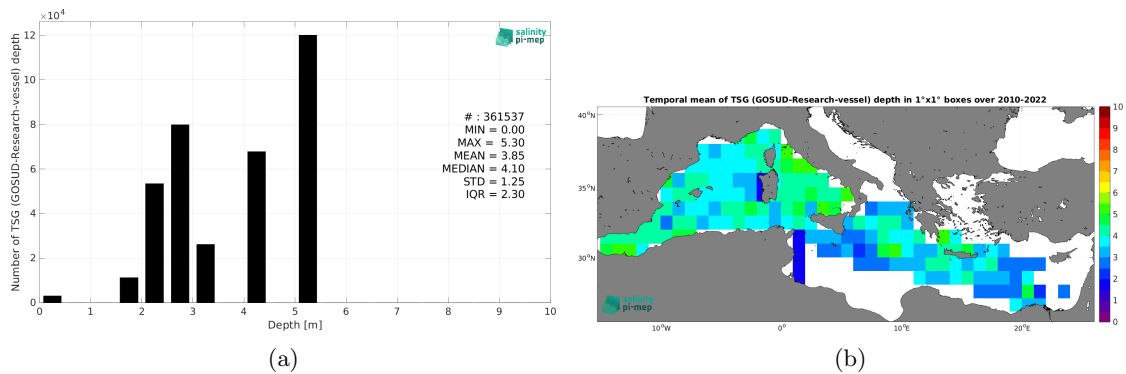 ×10⁴
12
10
8
6
4
2
0
Number of TSG (GOSUD-Research-vessel) depth
salinity
pi-mep
# : 361537
MIN = 0.00
MAX = 5.30
MEAN = 3.85
MEDIAN = 4.10
STD = 1.25
IQR = 2.30
0 1 2 3 4 5 6 7 8 9 10
Depth [m]
(a)
Temporal mean of TSG (GOSUD-Research-vessel) depth in 1°x1° boxes over 2010-2022
40°N
35°N
30°N
salinity
pi-mep
10°W 0° 10°E 20°E
10
9
8
7
6
5
4
3
2
1
0
(b)